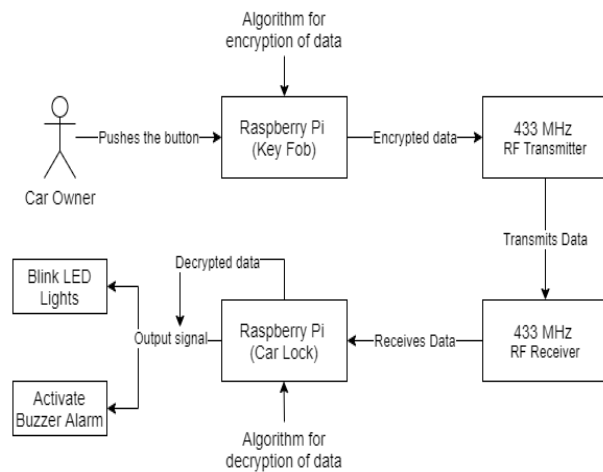 Algorithm for
encryption of data
Pushes the button
Raspberry Pi
(Key Fob)
Encrypted data
433 MHz
RF Transmitter
Car Owner
Transmits Data
Blink LED
Lights
Decrypted data
Output signal
Raspberry Pi
(Car Lock)
Receives Data
433 MHz
RF Receiver
Activate
Buzzer Alarm
Algorithm for
decryption of data